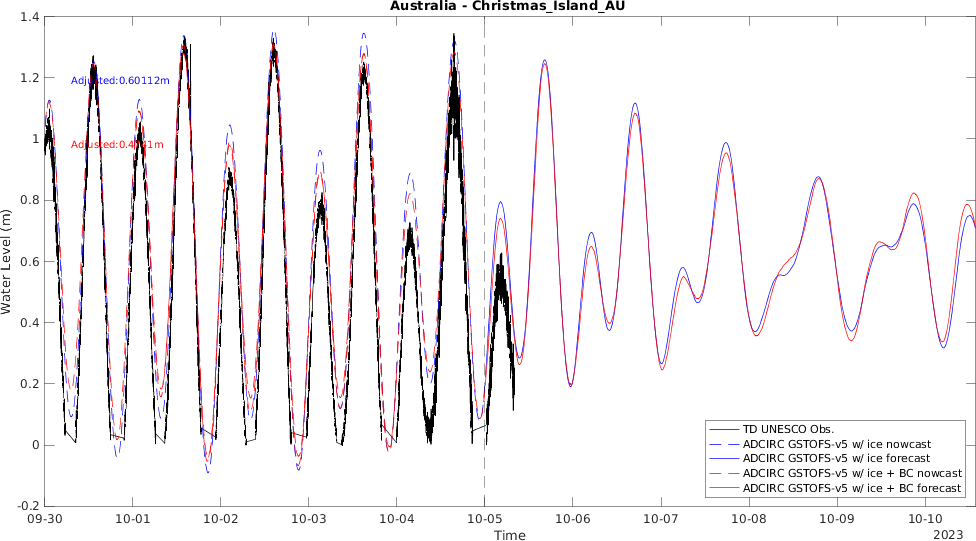 Australia - Christmas_Island_AU
1.4
1.2
1
0.8
0.6
0.4
0.2
0
-0.2
Water Level (m)
Adjusted:0.60112m
TD UNESCO Obs.
ADCIRC GSTOFS-v5 w/ ice nowcast
ADCIRC GSTOFS-v5 w/ ice forecast
ADCIRC GSTOFS-v5 w/ ice + BC nowcast
ADCIRC GSTOFS-v5 w/ ice + BC forecast
09-30
10-01
10-02
10-03
10-04
10-05
10-06
10-07
10-08
10-09
10-10
Time
2023